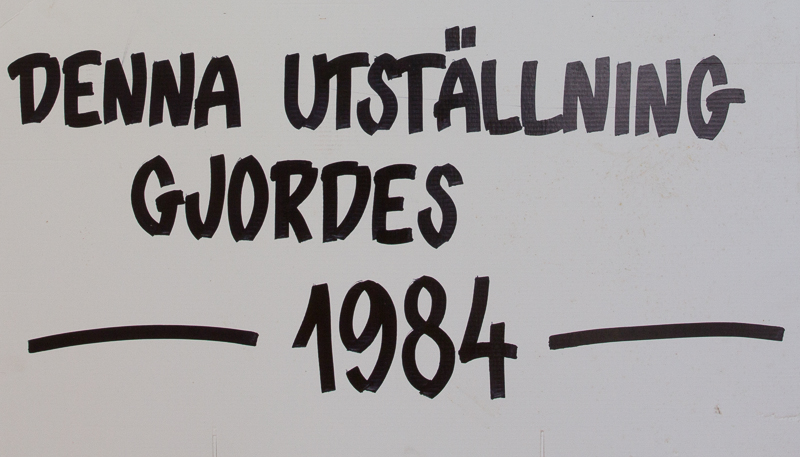 DENNA UTSTÄLLNING
GJORDES
— 1984 —